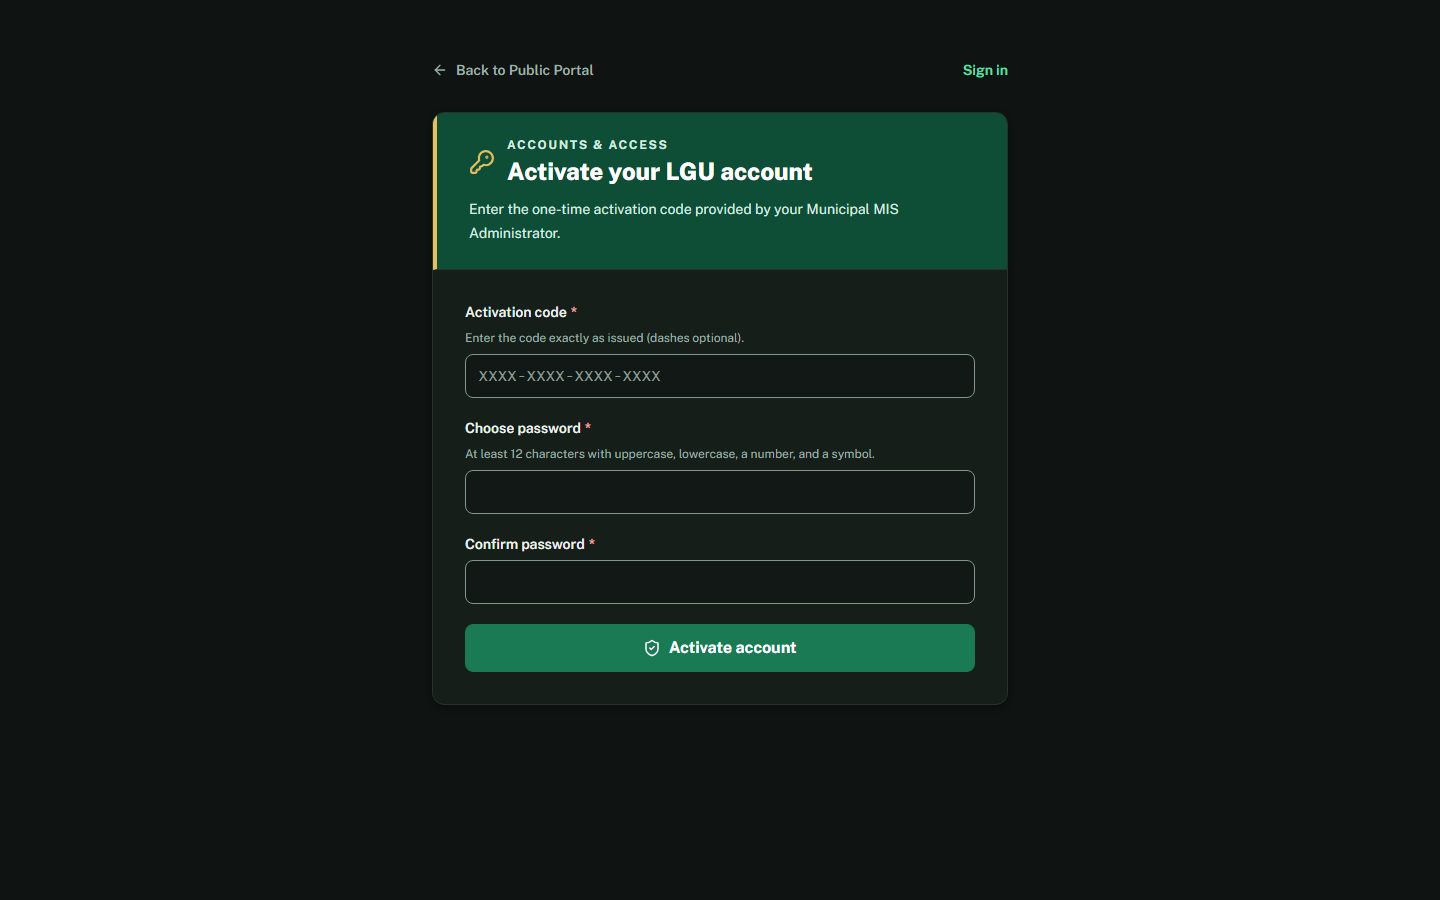 Back to Public Portal
Sign in
ACCOUNTS & ACCESS
Activate your LGU account
Enter the one-time activation code provided by your Municipal MIS
Administrator.
Activation code *
Enter the code exactly as issued (dashes optional).
XXXX-XXXX-XXXX-XXXX
Choose password *
At least 12 characters with uppercase, lowercase, a number, and a symbol.
Confirm password *
Activate account